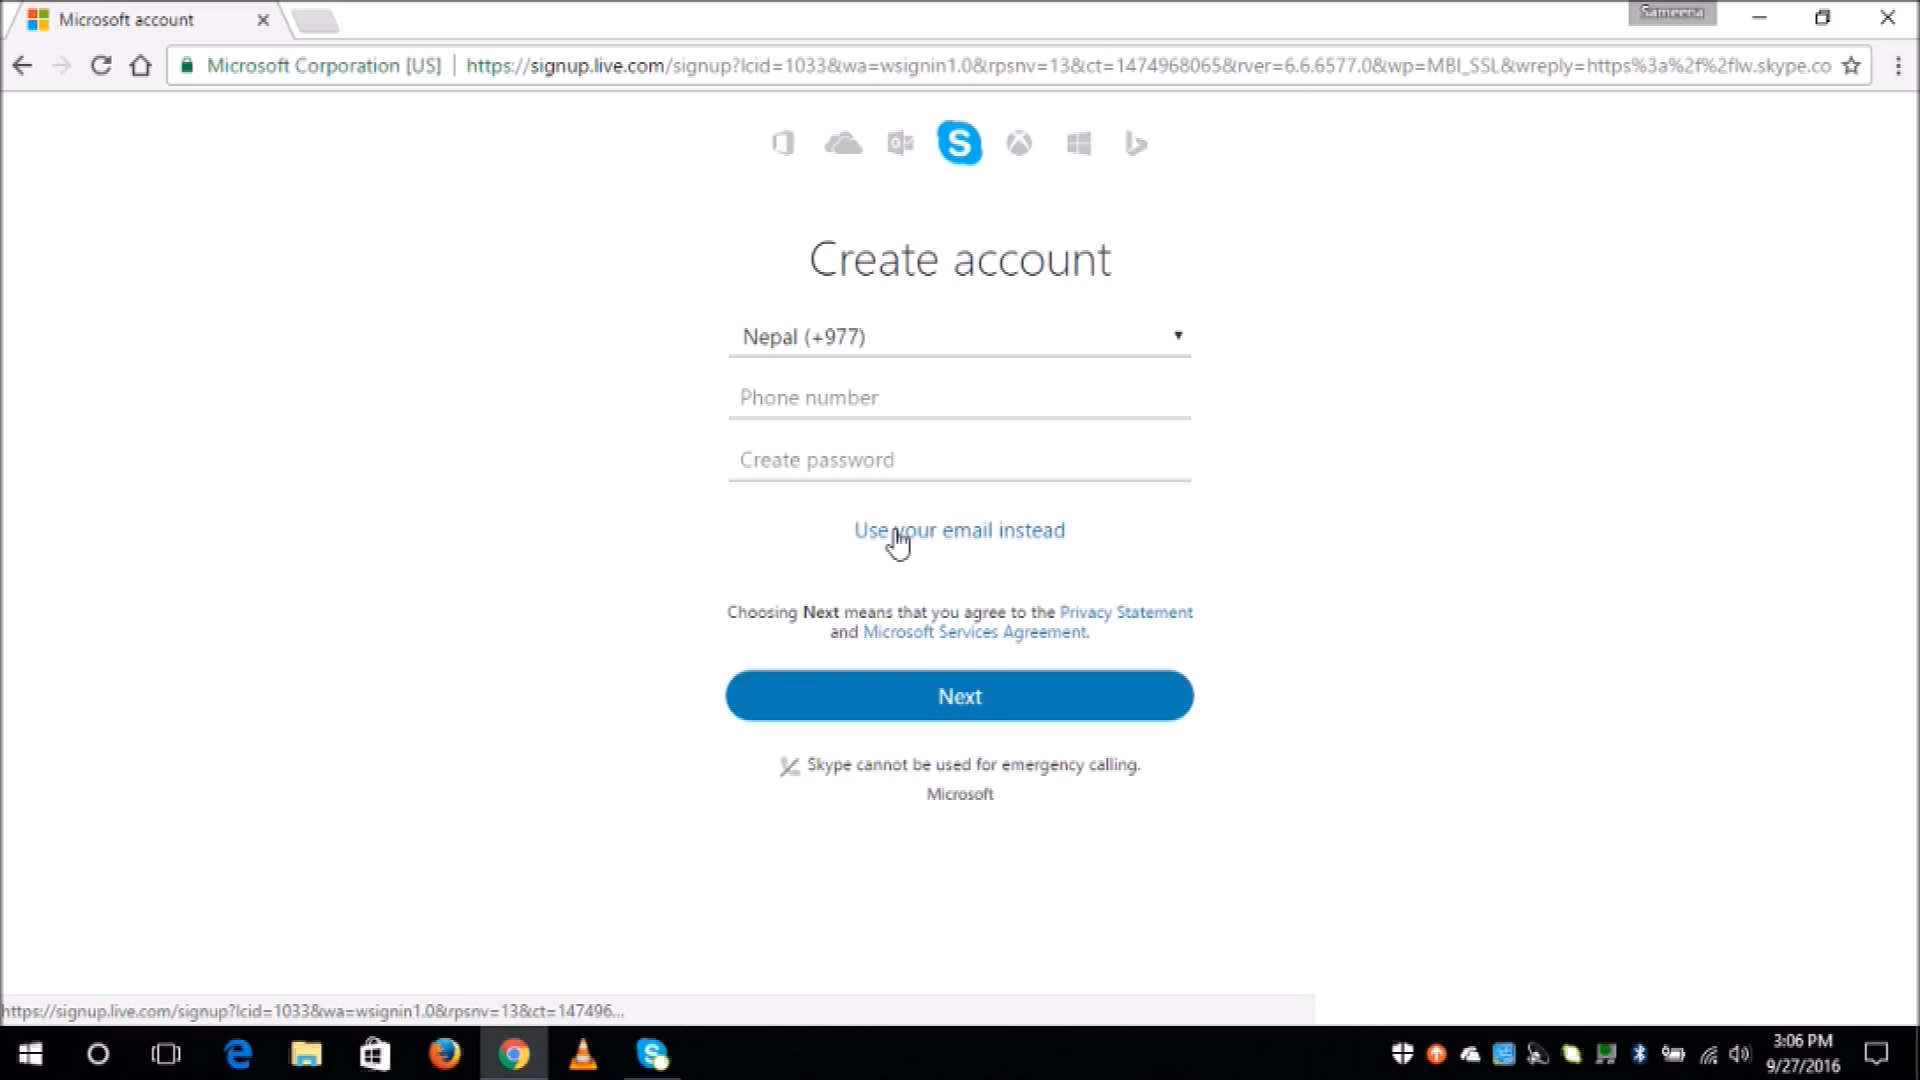 Microsoft account
Sameena
Microsoft Corporation [US] https://signup.live.com/signup?lcid=1033&wa=wsignin1.0&rpsnv=13&ct=1474968065&rver=6.6.6577.0&wp=MBI_SSL&wreply=https%3a%2f%2flw.skype.co
Create account
Nepal (+977)
Phone number
Create password
Use your email instead
Choosing Next means that you agree to the Privacy Statement
and Microsoft Services Agreement.
Next
Skype cannot be used for emergency calling.
Microsoft
https://signup.live.com/signup?lcid=1033&wa=wsignin1.0&rpsnv=13&ct=147496...
3:06 PM
9/27/2016